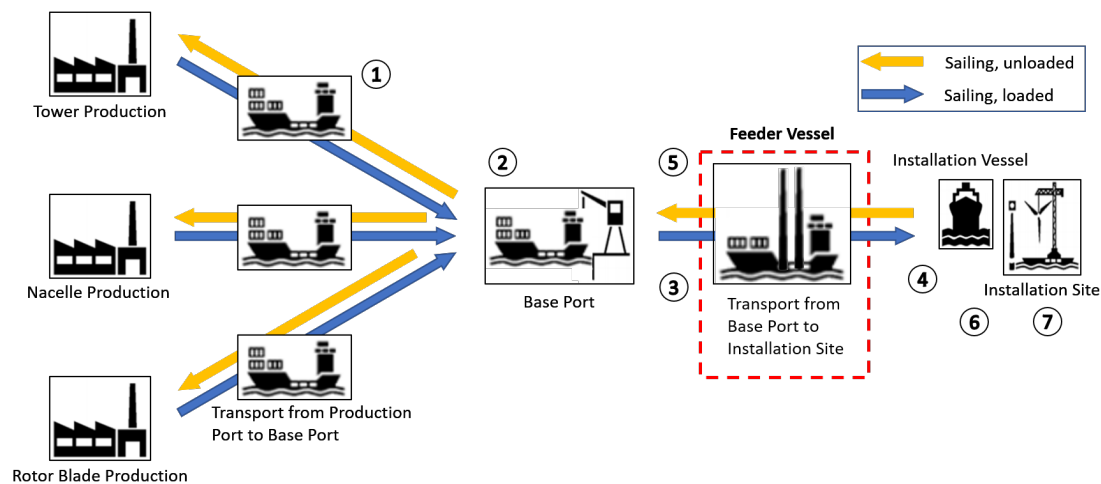 Tower Production
1
Nacelle Production
Rotor Blade Production
Transport from Production
Port to Base Port
2
Base Port
Feeder Vessel
5
3
Transport from
Base Port to
Installation Site
Sailing, unloaded
Sailing, loaded
Installation Vessel
4
Installation Site
6
7